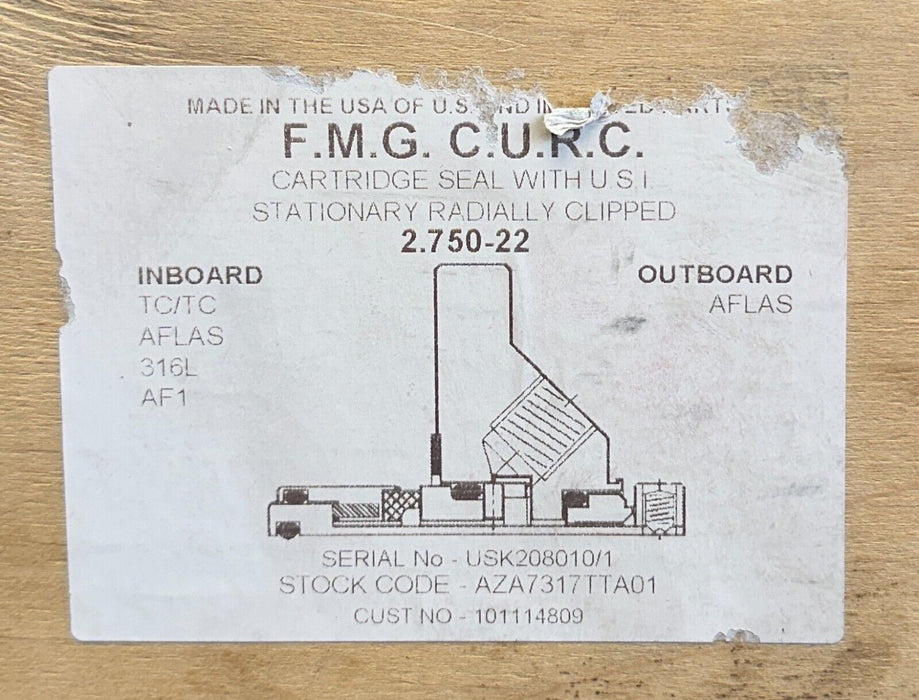 MADE IN THE USA OF U.S. PARTS
F.M.G. C.U.R.C.
CARTRIDGE SEAL WITH U.S.I.
STATIONARY RADIALLY CLIPPED
2.750-22
INBOARD
TC/TC
AFLAS
316L
AF1
OUTBOARD
AFLAS
SERIAL No - USK208010/1
STOCK CODE - AZA7317TTA01
CUST NO - 101114809